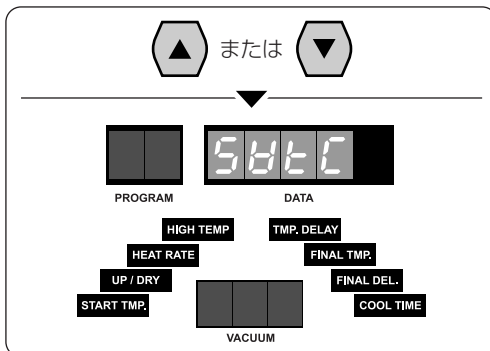 ▲ または ▼
PROGRAM DATA
HIGH TEMP TMP. DELAY
HEAT RATE FINAL TMP.
UP / DRY FINAL DEL.
START TMP. COOL TIME
VACUUM